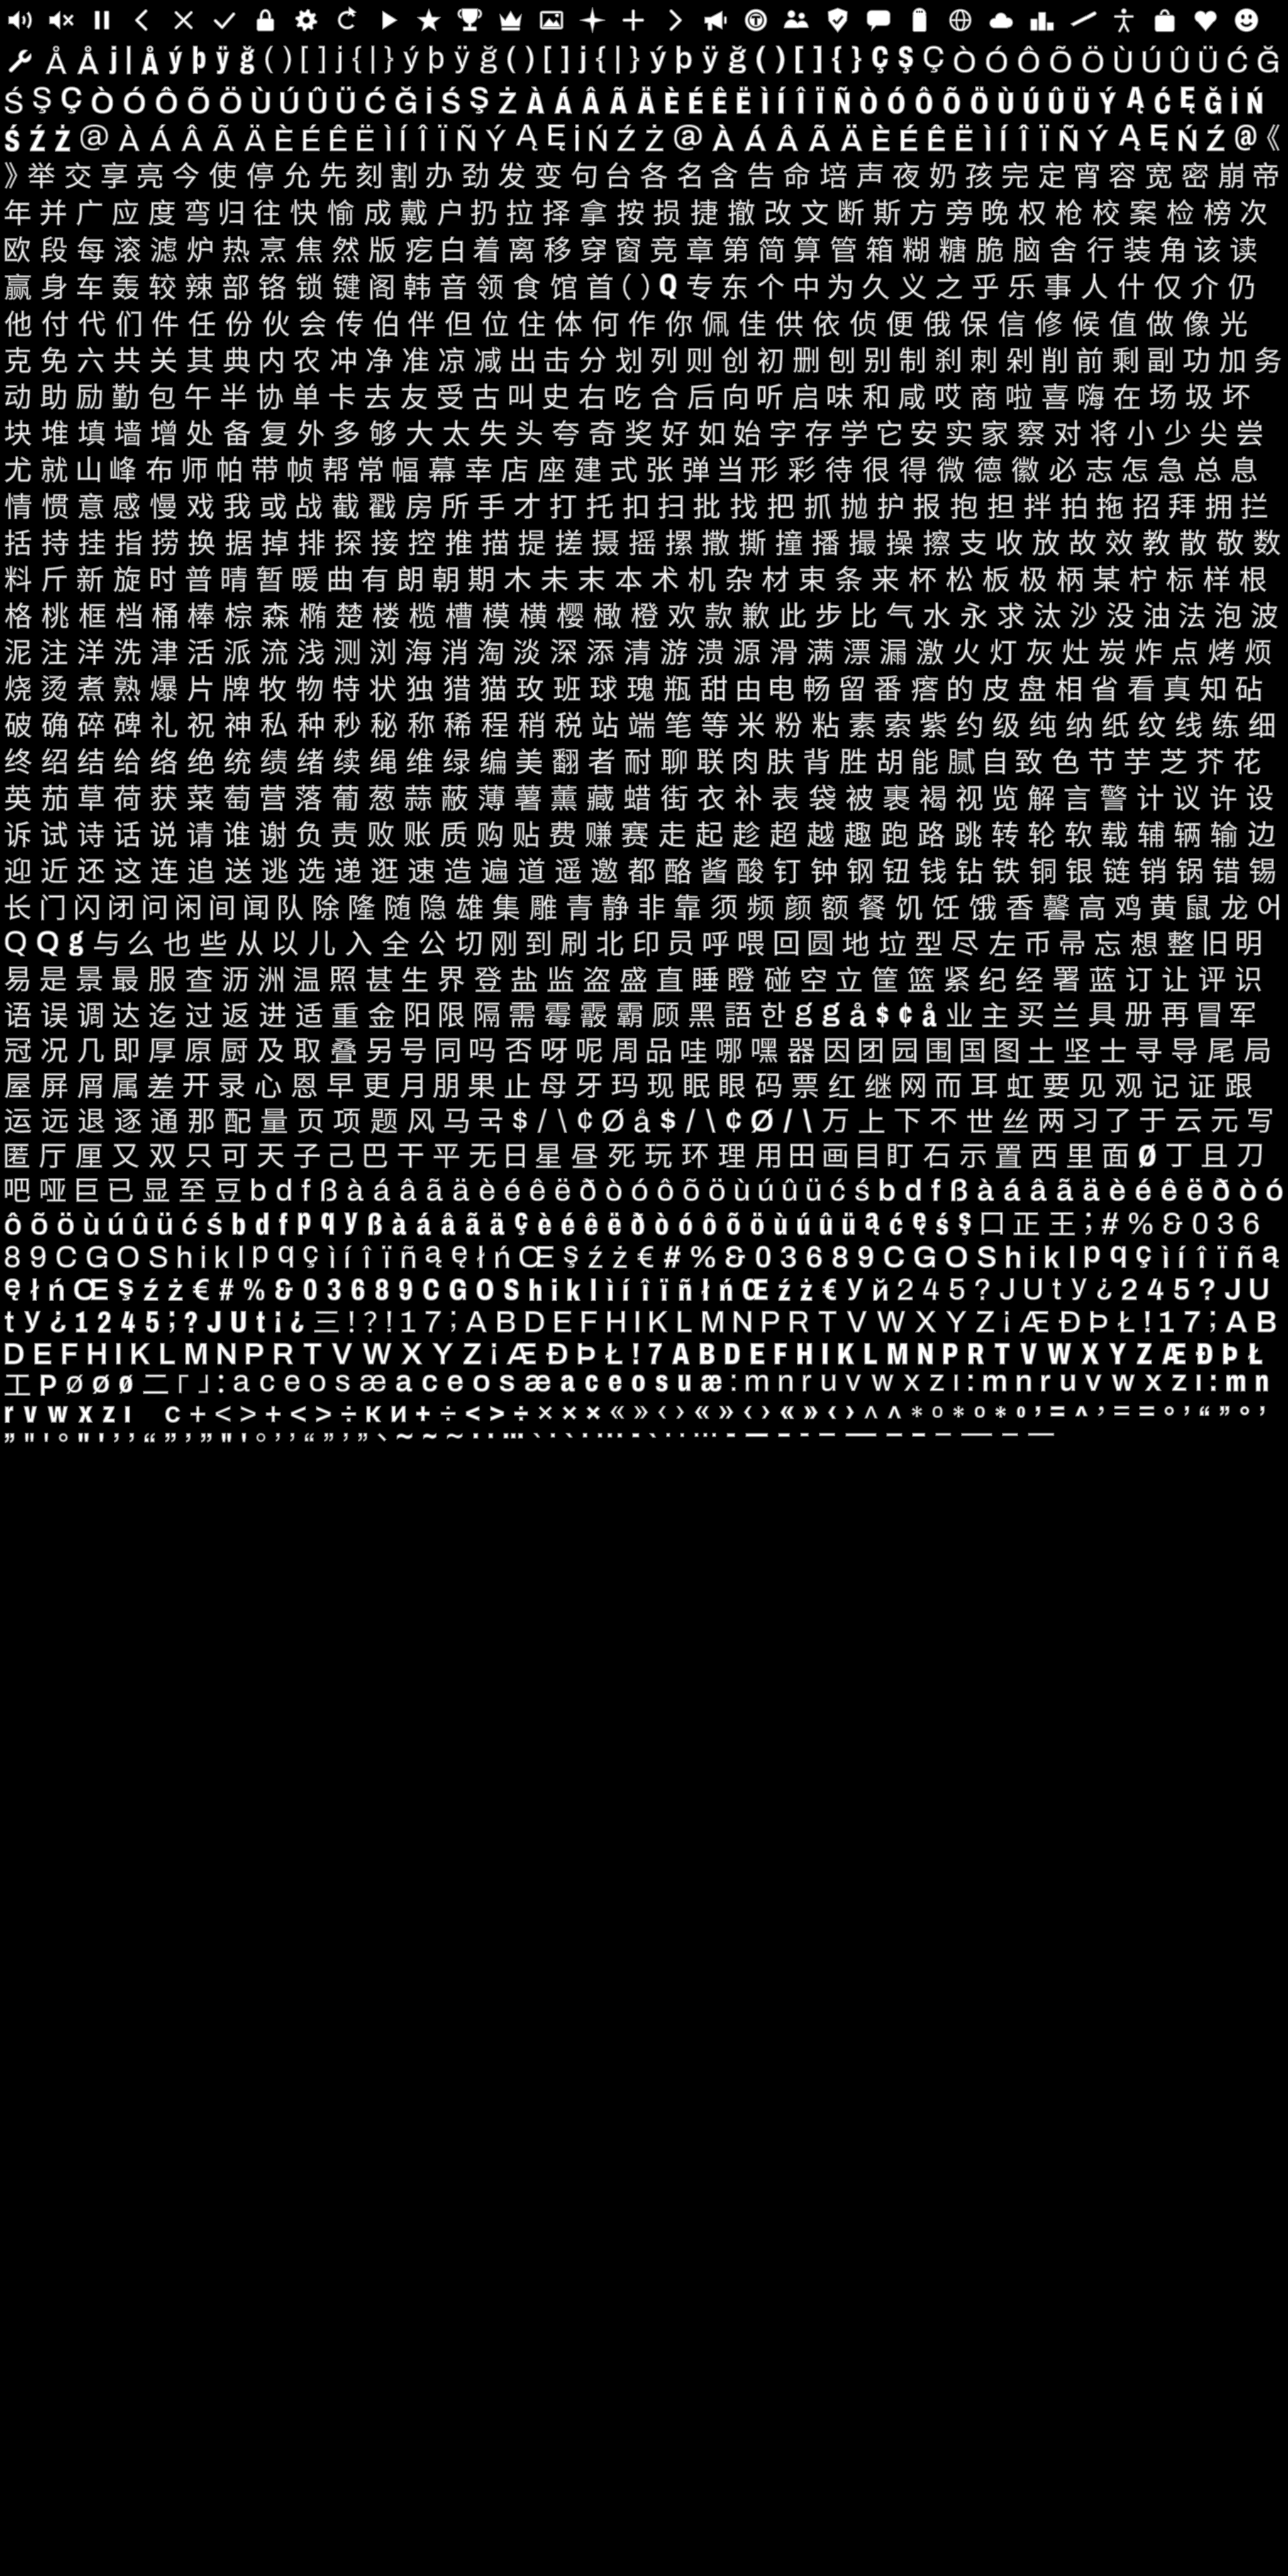 Å Å j | Å ý þ ÿ ğ ( ) [ ] j { | } ý þ ÿ ğ ( ) [ ] j { | } ý þ ÿ ğ ( ) [ ] { } Ç Ş Ç Ò Ó Ô Õ Ö Ù Ú Û Ü Ć Ğ
Ś Ş Ç Ò Ó Ô Õ Ö Ù Ú Û Ü Ć Ğ İ Ś Ş Ż À Á Â Ã Ä È É Ê Ë Ì Í Î Ï Ñ Ò Ó Ô Õ Ö Ù Ú Û Ü Ý Ą Ć Ę Ğ İ Ń
Ś Ź Ż @ À Á Â Ã Ä È É Ê Ë Ì Í Î Ï Ñ Ý Ą Ę İ Ń Ź Ż @ À Á Â Ã Ä È É Ê Ë Ì Í Î Ï Ñ Ý Ą Ę Ń Ź @ 《
》 举 交 享 亮 今 使 停 允 先 刻 割 办 劲 发 变 句 台 各 名 含 告 命 培 声 夜 奶 孩 完 定 宵 容 宽 密 崩 帝
年 并 广 应 度 弯 归 往 快 愉 成 戴 户 扔 拉 择 拿 按 损 捷 撤 改 文 断 斯 方 旁 晚 权 枪 校 案 检 榜 次
欧 段 每 滚 滤 炉 热 烹 焦 然 版 疙 白 着 离 移 穿 窗 竞 章 第 简 算 管 箱 糊 糖 脆 脑 舍 行 装 角 该 读
赢 身 车 轰 较 辣 部 铬 锁 键 阁 韩 音 领 食 馆 首 ( ) Q 专 东 个 中 为 久 义 之 乎 乐 事 人 什 仅 介 仍
他 付 代 们 件 任 份 伙 会 传 伯 伴 但 位 住 体 何 作 你 佩 佳 供 依 侦 便 俄 保 信 修 候 值 做 像 光
克 免 六 共 关 其 典 内 农 冲 净 准 凉 减 出 击 分 划 列 则 创 初 删 刨 别 制 刹 刺 剁 削 前 剩 副 功 加 务
动 助 励 勤 包 午 半 协 单 卡 去 友 受 古 叫 史 右 吃 合 后 向 听 启 味 和 咸 哎 商 啦 喜 嗨 在 场 圾 坏
块 堆 填 墙 增 处 备 复 外 多 够 大 太 失 头 夸 奇 奖 好 如 始 字 存 学 它 安 实 家 察 对 将 小 少 尖 尝
尤 就 山 峰 布 师 帕 带 帧 帮 常 幅 幕 幸 店 座 建 式 张 弹 当 形 彩 待 很 得 微 德 徽 必 志 怎 急 总 息
情 惯 意 感 慢 戏 我 或 战 截 戳 房 所 手 才 打 托 扣 扫 批 找 把 抓 抛 护 报 抱 担 拌 拍 拖 招 拜 拥 拦
括 持 挂 指 捞 换 据 掉 排 探 接 控 推 描 提 搓 摄 摇 摞 撒 撕 撞 播 撮 操 擦 支 收 放 故 效 教 散 敬 数
料 斤 新 旋 时 普 晴 暂 暖 曲 有 朗 朝 期 木 未 末 本 术 机 杂 材 束 条 来 杯 松 板 极 柄 某 柠 标 样 根
格 桃 框 档 桶 棒 棕 森 椭 楚 楼 榄 槽 模 横 樱 橄 橙 欢 款 歉 此 步 比 气 水 永 求 汰 沙 没 油 法 泡 波
泥 注 洋 洗 津 活 派 流 浅 测 浏 海 消 淘 淡 深 添 清 游 溃 源 滑 满 漂 漏 激 火 灯 灰 灶 炭 炸 点 烤 烦
烧 烫 煮 熟 爆 片 牌 牧 物 特 状 独 猎 猫 玫 班 球 瑰 瓶 甜 由 电 畅 留 番 瘩 的 皮 盘 相 省 看 真 知 砧
破 确 碎 碑 礼 祝 神 私 种 秒 秘 称 稀 程 稍 税 站 端 笔 等 米 粉 粘 素 索 紫 约 级 纯 纳 纸 纹 线 练 细
终 绍 结 给 络 绝 统 绩 绪 续 绳 维 绿 编 美 翻 者 耐 聊 联 肉 肤 背 胜 胡 能 腻 自 致 色 节 芋 芝 芥 花
英 茄 草 荷 获 菜 萄 营 落 葡 葱 蒜 蔽 薄 薯 薰 藏 蜡 街 衣 补 表 袋 被 裹 褐 视 览 解 言 警 计 议 许 设
诉 试 诗 话 说 请 谁 谢 负 责 败 账 质 购 贴 费 赚 赛 走 起 趁 超 越 趣 跑 路 跳 转 轮 软 载 辅 辆 输 边
迎 近 还 这 连 追 送 逃 选 递 逛 速 造 遍 道 遥 邀 都 酪 酱 酸 钉 钟 钢 钮 钱 钻 铁 铜 银 链 销 锅 错 锡
长 门 闪 闭 问 闲 间 闻 队 除 隆 随 隐 雄 集 雕 青 静 非 靠 须 频 颜 额 餐 饥 饪 饿 香 馨 高 鸡 黄 鼠 龙 어
Q Q g 与 么 也 些 从 以 儿 入 全 公 切 刚 到 刷 北 印 员 呼 喂 回 圆 地 垃 型 尽 左 币 帚 忘 想 整 旧 明
易 是 景 最 服 查 沥 洲 温 照 甚 生 界 登 盐 监 盗 盛 直 睡 瞪 碰 空 立 筐 篮 紧 纪 经 署 蓝 订 让 评 识
语 误 调 达 迄 过 返 进 适 重 金 阳 限 隔 需 霉 霰 霸 顾 黑 語 한 g g å $ ¢ å 业 主 买 兰 具 册 再 冒 军
冠 况 几 即 厚 原 厨 及 取 叠 另 号 同 吗 否 呀 呢 周 品 哇 哪 嘿 器 因 团 园 围 国 图 土 坚 士 寻 导 尾 局
屋 屏 屑 属 差 开 录 心 恩 早 更 月 朋 果 止 母 牙 玛 现 眠 眼 码 票 红 继 网 而 耳 虹 要 见 观 记 证 跟
运 远 退 逐 通 那 配 量 页 项 题 风 马 국 $ / \ ¢ Ø å $ / \ ¢ Ø / \ 万 上 下 不 世 丝 两 习 了 于 云 元 写
匿 厅 厘 又 双 只 可 天 子 己 巴 干 平 无 日 星 昼 死 玩 环 理 用 田 画 目 盯 石 示 置 西 里 面 Ø 丁 且 刀
吧 哑 巨 已 显 至 豆 b d f ß à á â ã ä è é ê ë ð ò ó ô õ ö ù ú û ü ć ś b d f ß à á â ã ä è é ê ë ð ò ó
ô õ ö ù ú û ü ć ś b d f p q y ß à á â ã ä ç è é ê ë ð ò ó ô õ ö ù ú û ü ą ć ę ś ş 口 正 王 ; # % & 0 3 6
8 9 C G O S h i k l p q ç ì í î ï ñ ą ę ł ń Œ ş ź ż € # % & 0 3 6 8 9 C G O S h i k l p q ç ì í î ï ñ ą
ę ł ń Œ ş ź ż € # % & 0 3 6 8 9 C G O S h i k l ì í î ï ñ ł ń Œ ź ż € У й 2 4 5 ? J U t y ¿ 2 4 5 ? J U
t y ¿ 1 2 4 5 ; ? J U t ¡ ¿ 三 ! ? ! 1 7 ; A B D E F H I K L M N P R T V W X Y Z ¡ Æ Ð Þ Ł ! 1 7 ; A B
D E F H I K L M N P R T V W X Y Z ¡ Æ Ð Þ Ł ! 7 A B D E F H I K L M N P R T V W X Y Z Æ Ð Þ Ł
工 Р ø ø ø 二 「 」 : a c e o s æ a c e o s æ a c e o s u æ : m n r u v w x z ı : m n r u v w x z ı : m n
r v w x z ı с + < > + < > ÷ к и + ÷ < > ÷ × × × « » ‹ › « » ‹ › « » ‹ › ^ ^ * º * º * º ’ = ^ ’ = = ° ’ “ ” ° ’